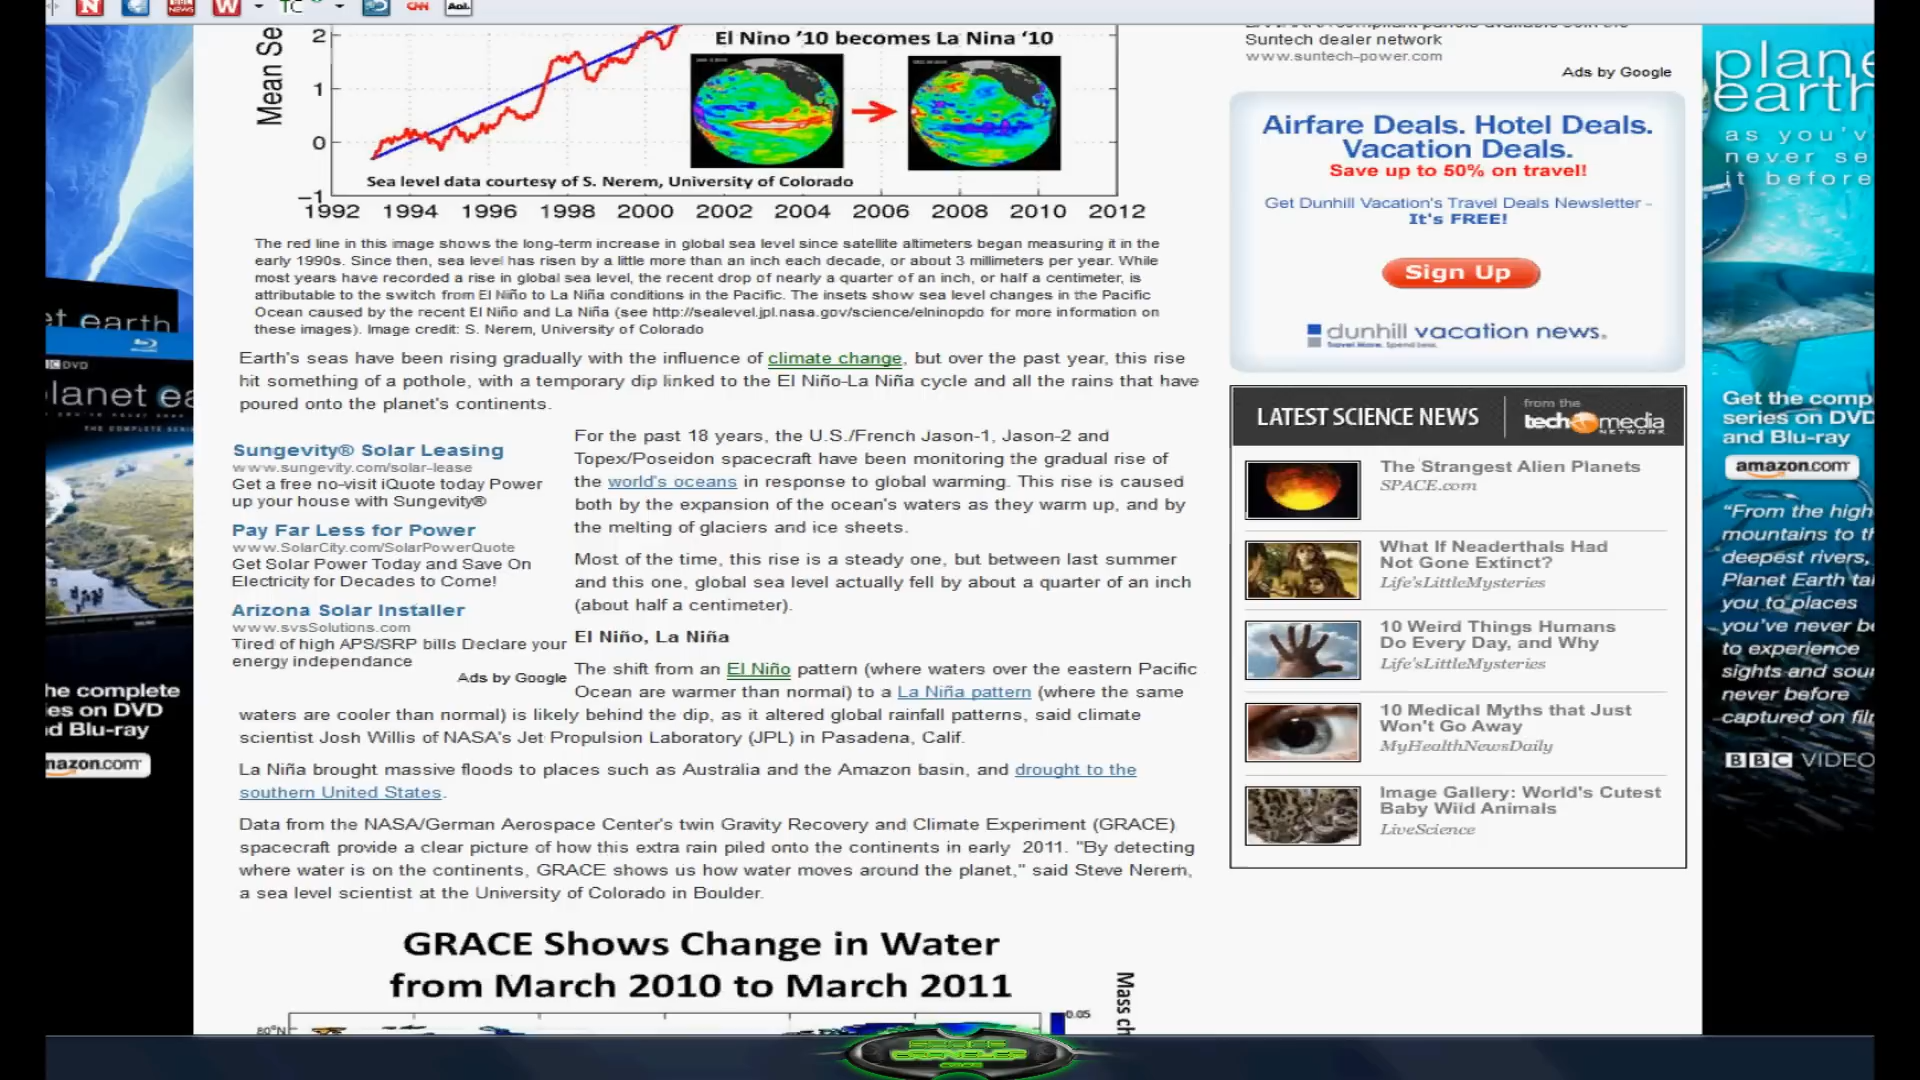 N
BBC NEWS
W
TC
CNN
Aol.
Mean Se
2
1
0
−1
El Nino '10 becomes La Nina '10
Sea level data courtesy of S. Nerem, University of Colorado
1992 1994 1996 1998 2000 2002 2004 2006 2008 2010 2012
The red line in this image shows the long-term increase in global sea level since satellite altimeters began measuring it in the
early 1990s. Since then, sea level has risen by a little more than an inch each decade, or about 3 millimeters per year. While
most years have recorded a rise in global sea level, the recent drop of nearly a quarter of an inch, or half a centimeter, is
attributable to the switch from El Niño to La Niña conditions in the Pacific. The insets show sea level changes in the Pacific
Ocean caused by the recent El Niño and La Niña (see http://sealevel.jpl.nasa.gov/science/elninopdo for more information on
these images). Image credit: S. Nerem, University of Colorado
Earth's seas have been rising gradually with the influence of climate change, but over the past year, this rise
hit something of a pothole, with a temporary dip linked to the El Niño-La Niña cycle and all the rains that have
poured onto the planet's continents.
Sungevity® Solar Leasing
www.sungevity.com/solar-lease
Get a free no-visit iQuote today Power
up your house with Sungevity®
Pay Far Less for Power
www.SolarCity.com/SolarPowerQuote
Get Solar Power Today and Save On
Electricity for Decades to Come!
Arizona Solar Installer
www.svsSolutions.com
Tired of high APS/SRP bills Declare your
energy independance
Ads by Google
For the past 18 years, the U.S./French Jason-1, Jason-2 and
Topex/Poseidon spacecraft have been monitoring the gradual rise of
the world's oceans in response to global warming. This rise is caused
both by the expansion of the ocean's waters as they warm up, and by
the melting of glaciers and ice sheets.
Most of the time, this rise is a steady one, but between last summer
and this one, global sea level actually fell by about a quarter of an inch
(about half a centimeter).
El Niño, La Niña
The shift from an El Niño pattern (where waters over the eastern Pacific
Ocean are warmer than normal) to a La Niña pattern (where the same
waters are cooler than normal) is likely behind the dip, as it altered global rainfall patterns, said climate
scientist Josh Willis of NASA's Jet Propulsion Laboratory (JPL) in Pasadena, Calif.
La Niña brought massive floods to places such as Australia and the Amazon basin, and drought to the
southern United States.
Data from the NASA/German Aerospace Center's twin Gravity Recovery and Climate Experiment (GRACE)
spacecraft provide a clear picture of how this extra rain piled onto the continents in early 2011. "By detecting
where water is on the continents, GRACE shows us how water moves around the planet," said Steve Nerem,
a sea level scientist at the University of Colorado in Boulder.
GRACE Shows Change in Water
from March 2010 to March 2011
80°N
0.05
Mass ch
Suntech dealer network
www.suntech-power.com
Ads by Google
Airfare Deals. Hotel Deals.
Vacation Deals.
Save up to 50% on travel!
Get Dunhill Vacation's Travel Deals Newsletter -
It's FREE!
Sign Up
dunhill vacation news.
Travel More. Spend Less.
LATEST SCIENCE NEWS
from the
techmedia
NETWORK
The Strangest Alien Planets
SPACE.com
What If Neaderthals Had
Not Gone Extinct?
Life'sLittleMysteries
10 Weird Things Humans
Do Every Day, and Why
Life'sLittleMysteries
10 Medical Myths that Just
Won't Go Away
MyHealthNewsDaily
Image Gallery: World's Cutest
Baby Wild Animals
LiveScience
et earth
DVD
lanet ea
THE COMPLETE SERI
he complete
ies on DVD
d Blu-ray
mazon.com
plane
earth
as you'v
never se
it before
Get the comp
series on DVD
and Blu-ray
amazon.com
"From the high
mountains to th
deepest rivers,
Planet Earth tak
you to places
you've never be
to experience
sights and soun
never before
captured on film
BBC VIDEO